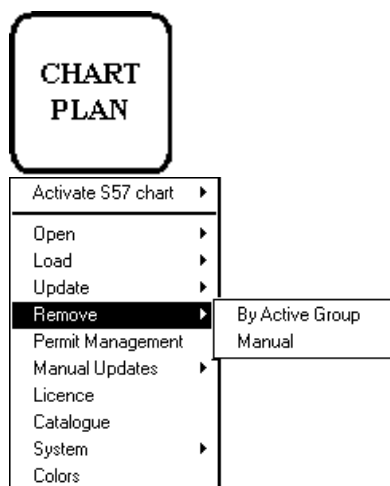 CHART
PLAN
Activate S57 chart
Open
Load
Update
Remove
By Active Group
Permit Management
Manual
Manual Updates
Licence
Catalogue
System
Colors